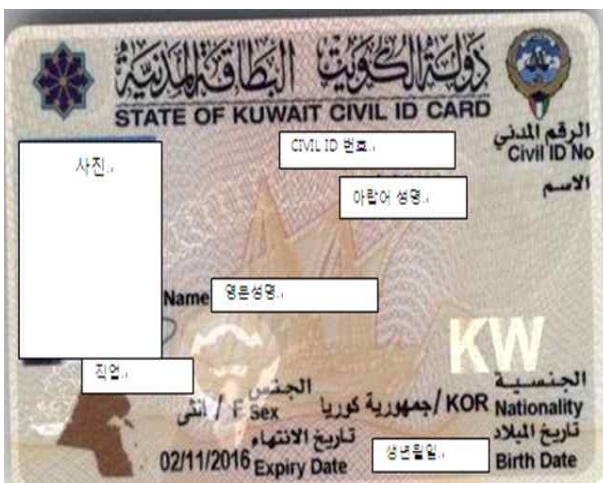 دولة الكويت البطاقة المدنية
STATE OF KUWAIT CIVIL ID CARD
الرقم المدني
CIVIL ID 번호
Civil ID No
사진
الاسم
아랍어 성명
Name 영문성명
KW
직업
الجنسية
الجنس
KOR / جمهورية كوريا Nationality
F / انثى Sex
تاريخ الميلاد
تاريخ الانتهاء
생년월일
02/11/2016 Expiry Date
Birth Date